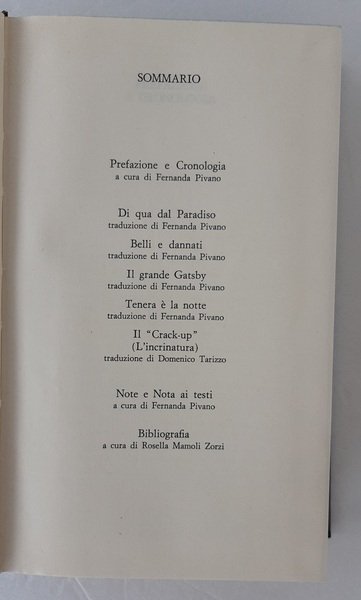 SOMMARIO
Prefazione e Cronologia
a cura di Fernanda Pivano
Di qua dal Paradiso
traduzione di Fernanda Pivano
Belli e dannati
traduzione di Fernanda Pivano
Il grande Gatsby
traduzione di Fernanda Pivano
Tenera è la notte
traduzione di Fernanda Pivano
Il "Crack-up"
(L'incrinatura)
traduzione di Domenico Tarizzo
Note e Nota ai testi
a cura di Fernanda Pivano
Bibliografia
a cura di Rosella Mamoli Zorzi